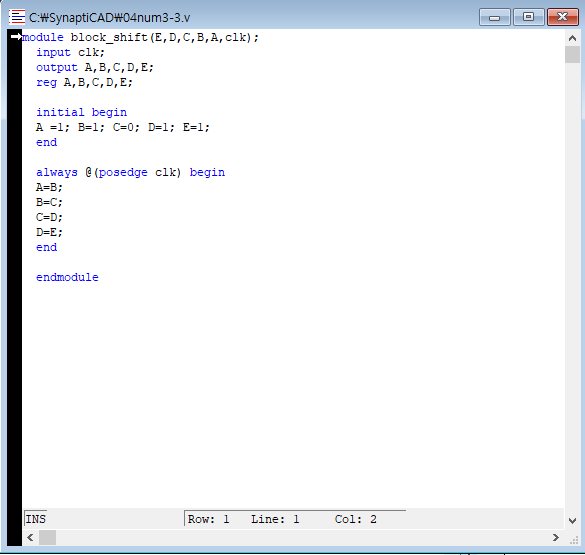 C:₩SynaptiCAD₩04num3-3.v
module block_shift(E,D,C,B,A,clk);
input clk;
output A,B,C,D,E;
reg A,B,C,D,E;
initial begin
A =1; B=1; C=0; D=1; E=1;
end
always @(posedge clk) begin
A=B;
B=C;
C=D;
D=E;
end
endmodule
INS Row: 1 Line: 1 Col: 2